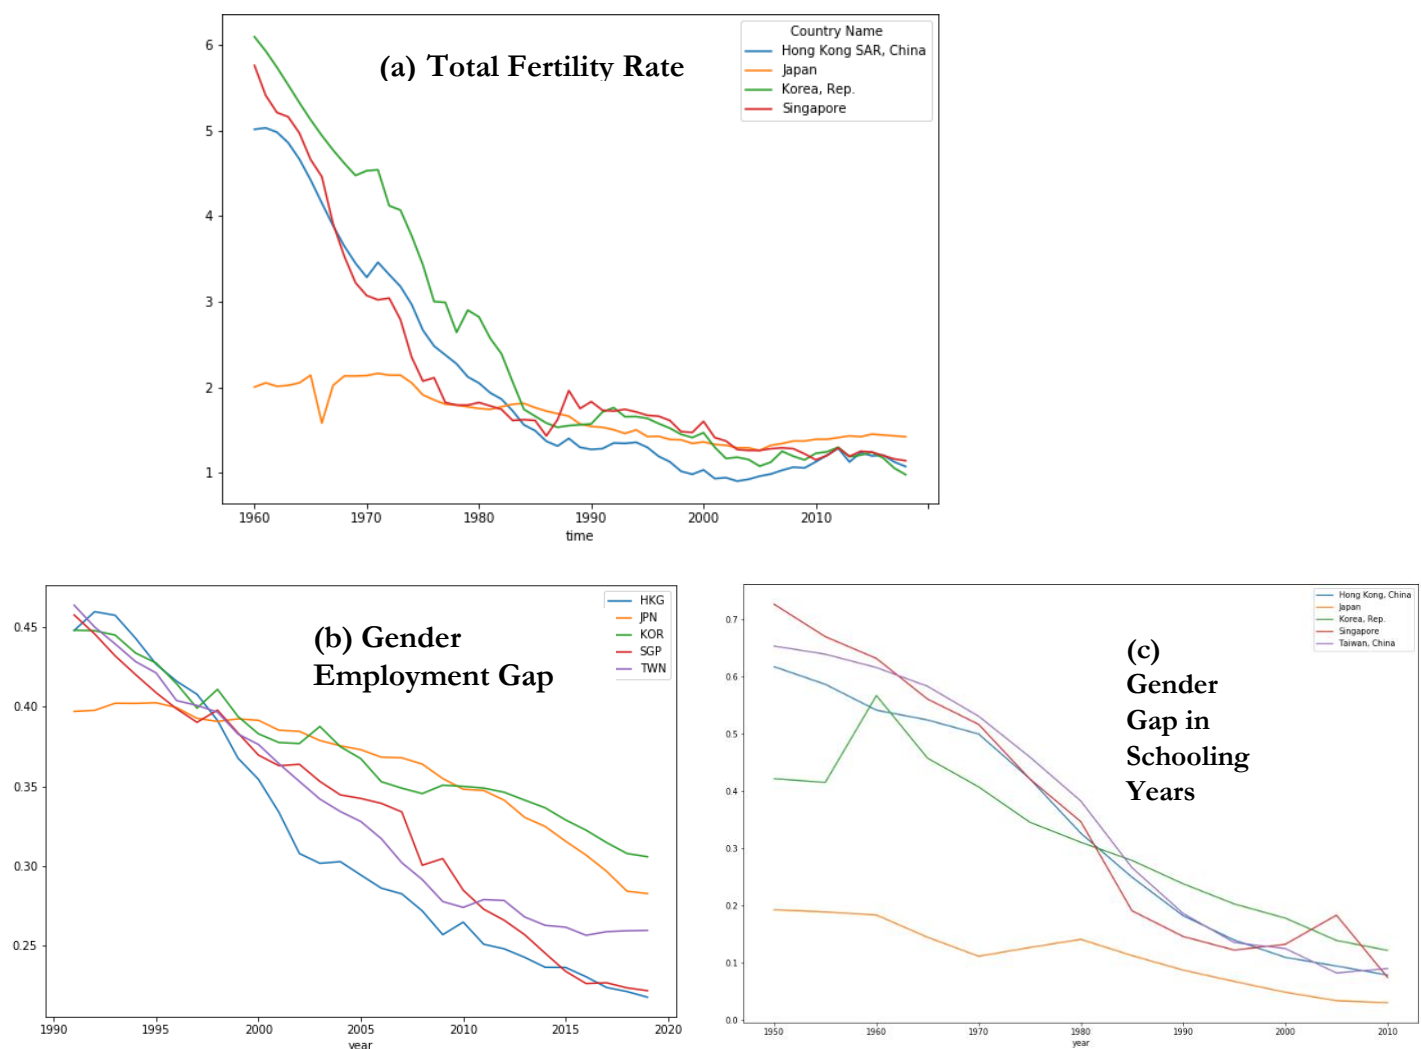 Country Name
Hong Kong SAR, China
Japan
Korea, Rep.
Singapore
(a) Total Fertility Rate
6
5
4
3
2
1
1960 1970 1980 1990 2000 2010
time
HKG
JPN
KOR
SGP
TWN
(b) Gender
Employment Gap
0.45
0.40
0.35
0.30
0.25
1990 1995 2000 2005 2010 2015 2020
year
Hong Kong, China
Japan
Korea, Rep.
Singapore
Taiwan, China
(c)
Gender
Gap in
Schooling
Years
0.7
0.6
0.5
0.4
0.3
0.2
0.1
0.0
1950 1960 1970 1980 1990 2000 2010
year